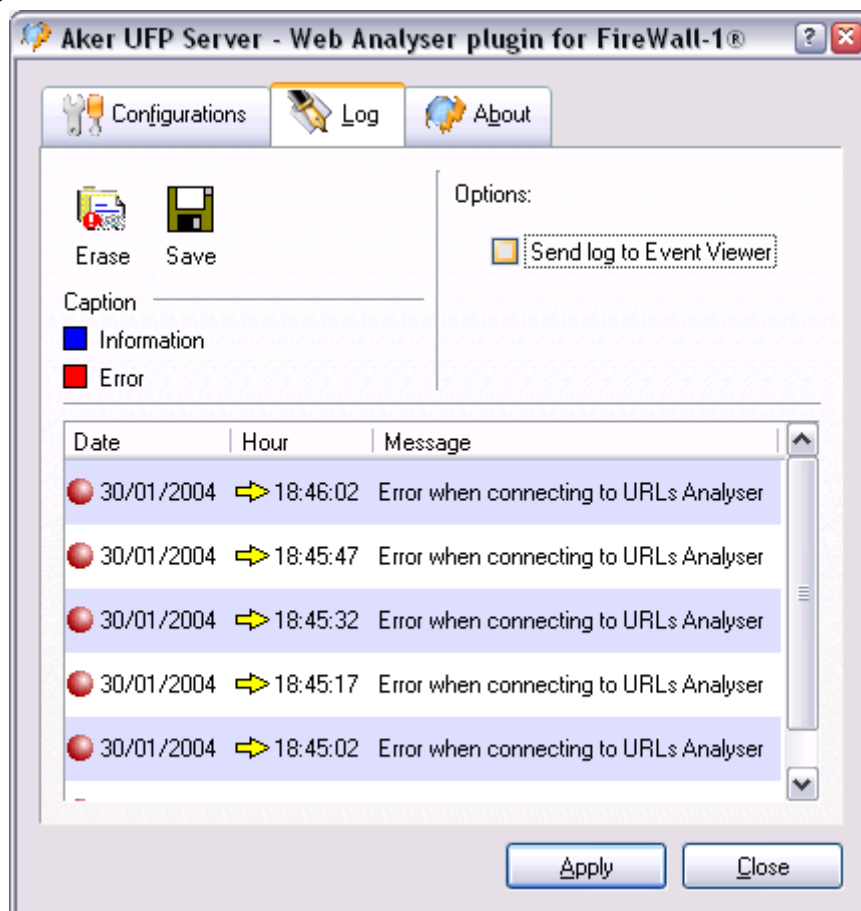 Aker UFP Server - Web Analyser plugin for FireWall-1®
Configurations Log About
Options:
Send log to Event Viewer
Erase Save
Caption
Information
Error
Date Hour Message
30/01/2004 18:46:02 Error when connecting to URLs Analyser
30/01/2004 18:45:47 Error when connecting to URLs Analyser
30/01/2004 18:45:32 Error when connecting to URLs Analyser
30/01/2004 18:45:17 Error when connecting to URLs Analyser
30/01/2004 18:45:02 Error when connecting to URLs Analyser
Apply Close